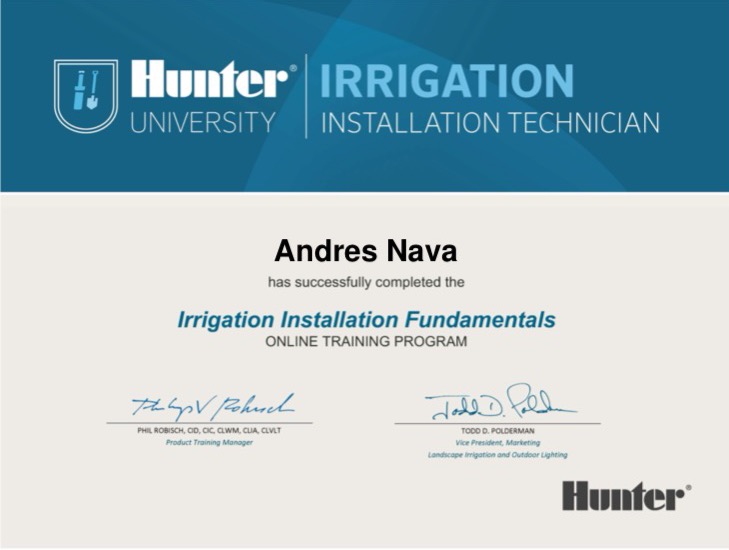 Hunter® IRRIGATION
UNIVERSITY INSTALLATION TECHNICIAN
Andres Nava
has successfully completed the
Irrigation Installation Fundamentals
ONLINE TRAINING PROGRAM
Philip V Robisch
Todd D. Polderman
PHIL ROBISCH, CID, CIC, CLWM, CLIA, CLVLT
TODD D. POLDERMAN
Product Training Manager
Vice President, Marketing
Landscape Irrigation and Outdoor Lighting
Hunter®